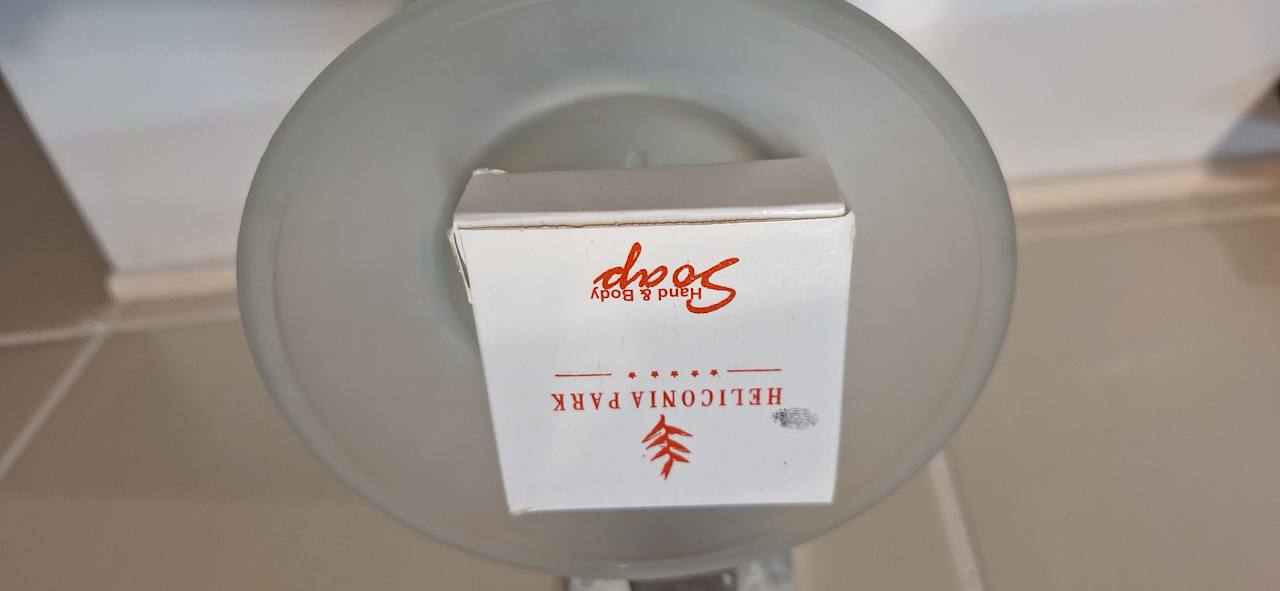 HELICONIA PARK
★★★★★
Hand & Body
Soap